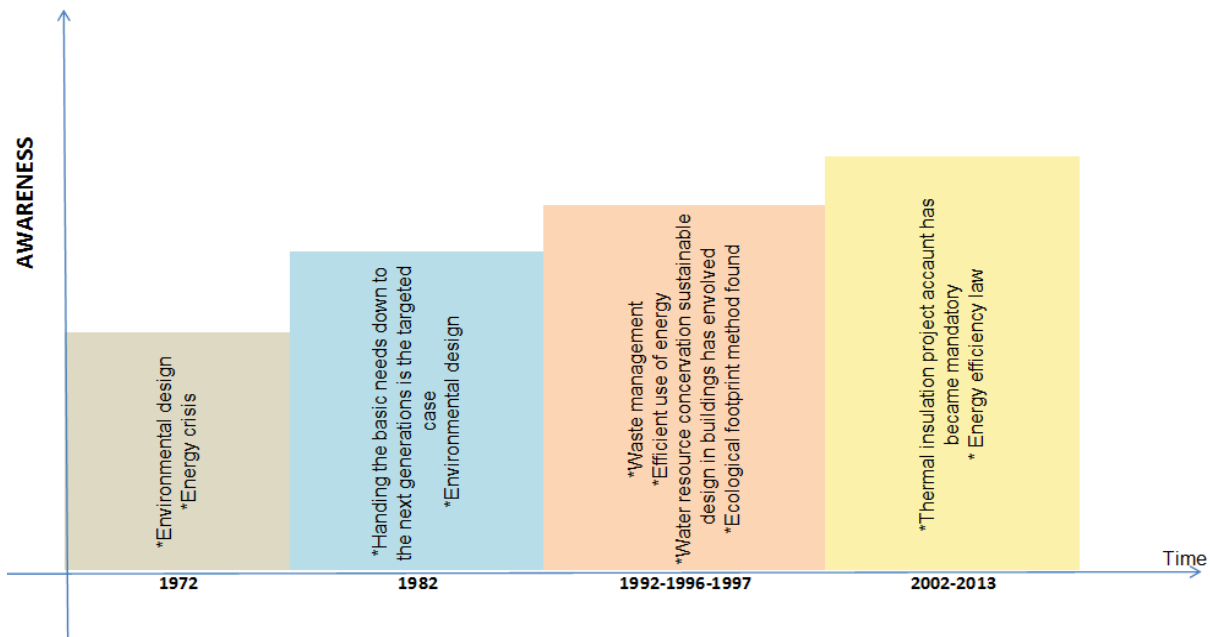 AWARENESS
*Environmental design
*Energy crisis
*Handing the basic needs down to
the next generations is the targeted
case
*Environmental design
*Waste management
*Efficient use of energy
*Water resource concervation sustainable
design in buildings has envolved
*Ecological footprint method found
*Thermal insulation project accaunt has
became mandatory
* Energy efficiency law
Time
1972
1982
1992-1996-1997
2002-2013